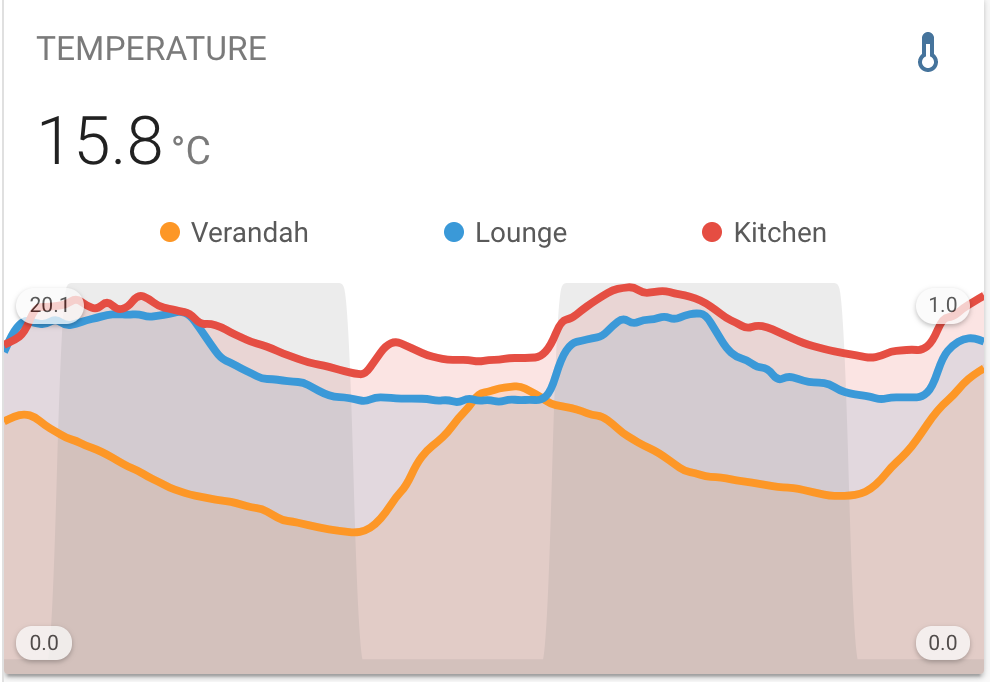 TEMPERATURE
15.8 °C
Verandah Lounge Kitchen
20.1 1.0
0.0 0.0